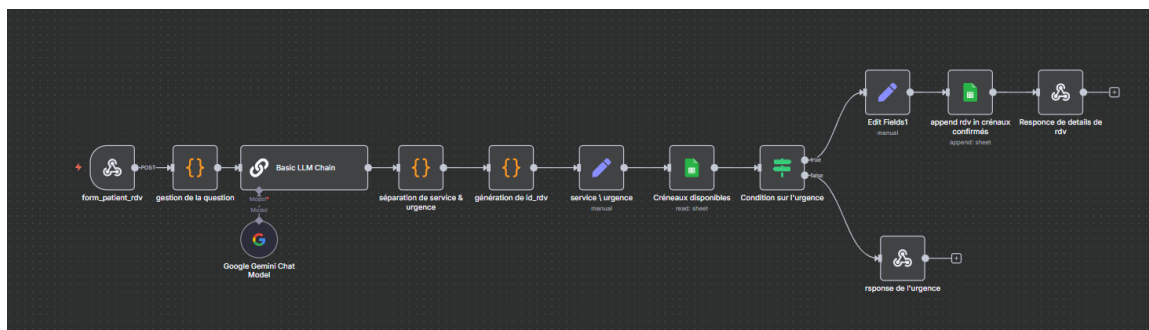 POST
form_patient_rdv
{}
gestion de la question
Basic LLM Chain
Model*
Model
G
Google Gemini Chat
Model
{}
séparation de service &
urgence
{}
génération de id_rdv
service \ urgence
manual
Créneaux disponibles
read: sheet
true
false
Condition sur l'urgence
Edit Fields1
manual
append rdv in crénaux
confirmés
append: sheet
Responce de details de
rdv
rsponse de l'urgence